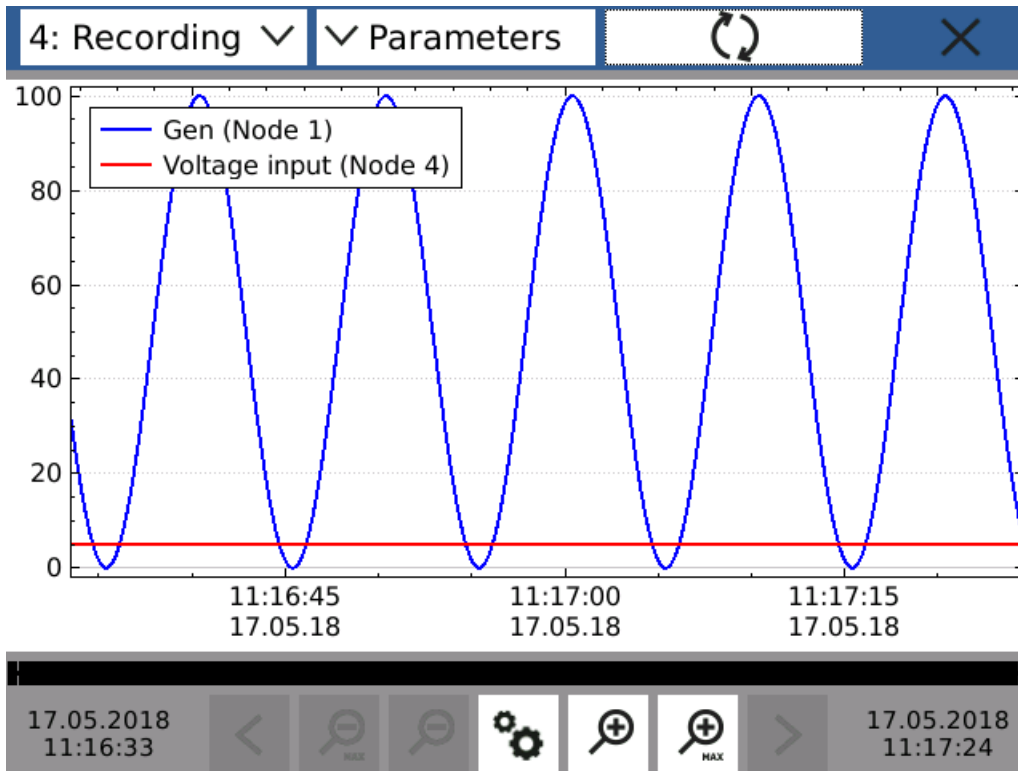 4: Recording
Parameters
100
Gen (Node 1)
Voltage input (Node 4)
80
60
40
20
0
11:16:45
17.05.18
11:17:00
17.05.18
11:17:15
17.05.18
17.05.2018
11:16:33
MAX
MAX
17.05.2018
11:17:24